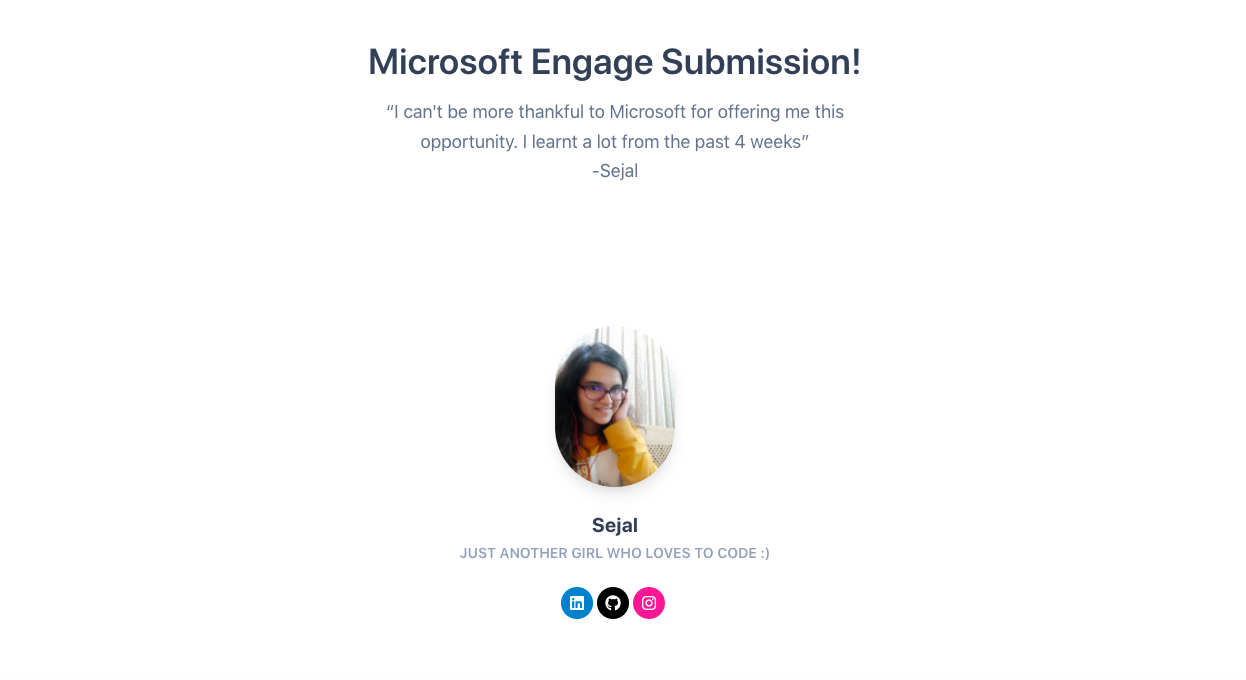 Microsoft Engage Submission!
“I can't be more thankful to Microsoft for offering me this
opportunity. I learnt a lot from the past 4 weeks”
-Sejal
Sejal
JUST ANOTHER GIRL WHO LOVES TO CODE :)
in